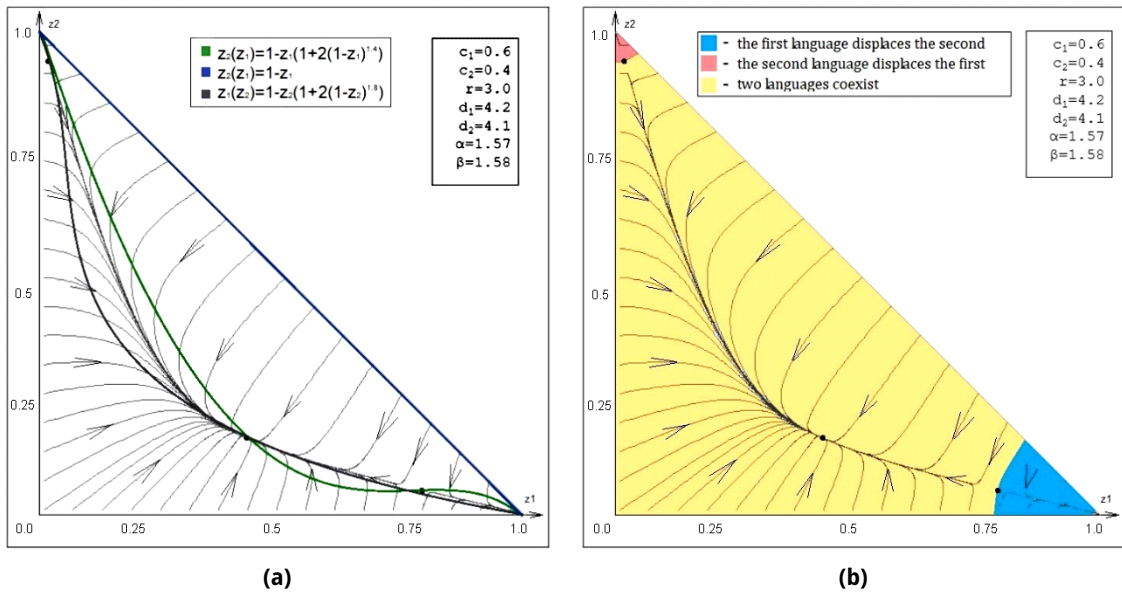 z2
1.0
z₂(z₁)=1-z₁(1+2(1-z₁)¹·⁴)
z₂(z₁)=1-z₁
z₁(z₂)=1-z₂(1+2(1-z₂)¹·⁸)
c₁=0.6
c₂=0.4
r=3.0
d₁=4.2
d₂=4.1
α=1.57
β=1.58
0.75
0.5
0.25
z1
0.0 0.25 0.5 0.75 1.0
(a)
z2
1.0
- the first language displaces the second
- the second language displaces the first
- two languages coexist
c₁=0.6
c₂=0.4
r=3.0
d₁=4.2
d₂=4.1
α=1.57
β=1.58
0.75
0.5
0.25
z1
0.0 0.25 0.5 0.75 1.0
(b)